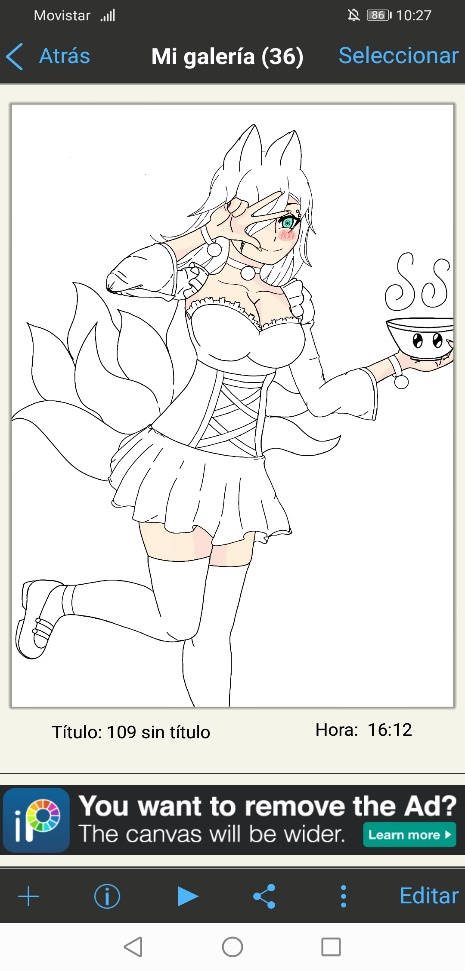 Movistar 86 10:27
Atrás Mi galería (36) Seleccionar
Título: 109 sin título Hora: 16:12
iP You want to remove the Ad?
The canvas will be wider. Learn more
Editar